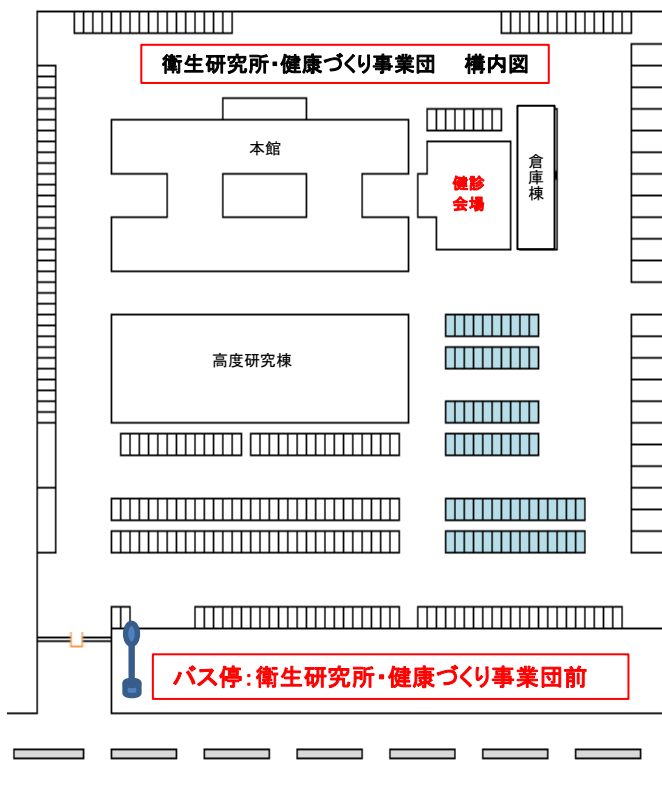 衛生研究所・健康づくり事業団　構内図
本館
健診
会場
倉庫棟
高度研究棟
バス停：衛生研究所・健康づくり事業団前